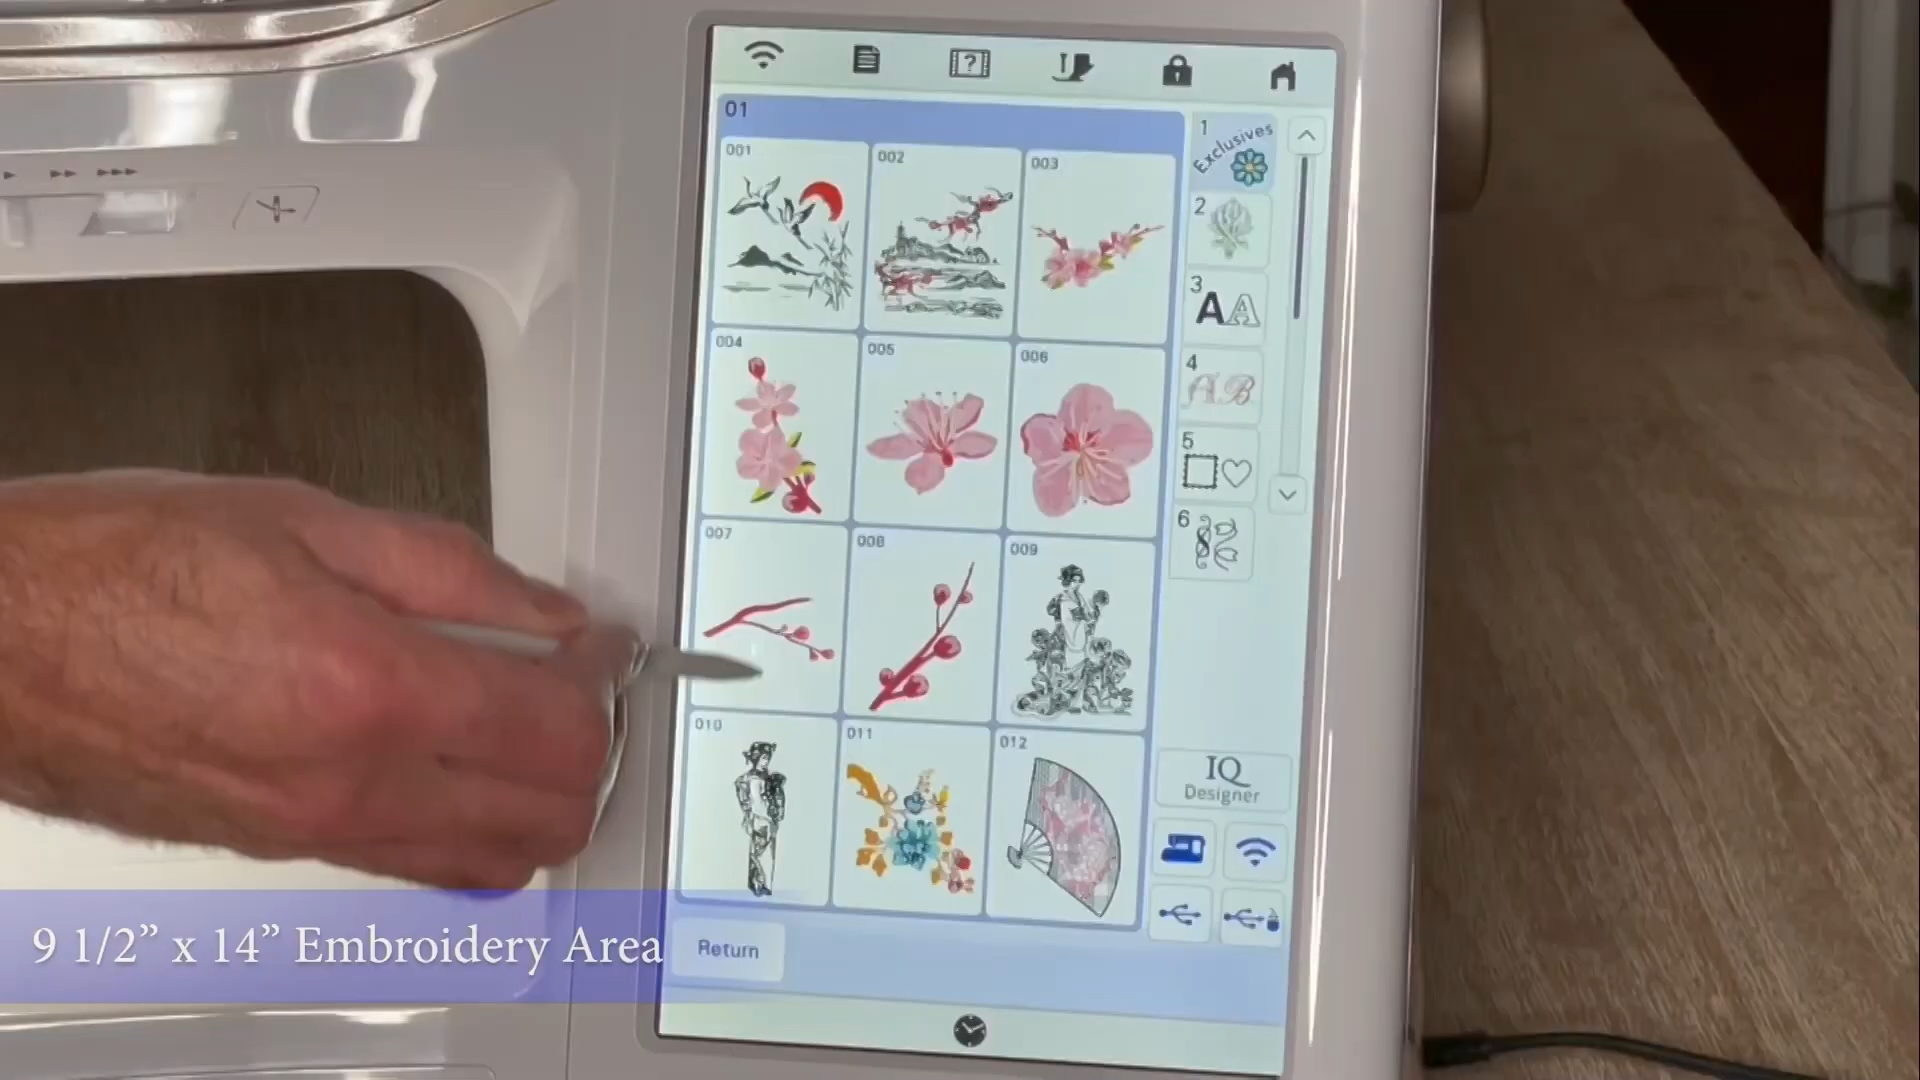 01
1
Exclusives
001
002
003
2
3
AA
004
005
006
4
AB
5
007
008
009
6
010
011
012
IQ
Designer
9 1/2” x 14” Embroidery Area
Return